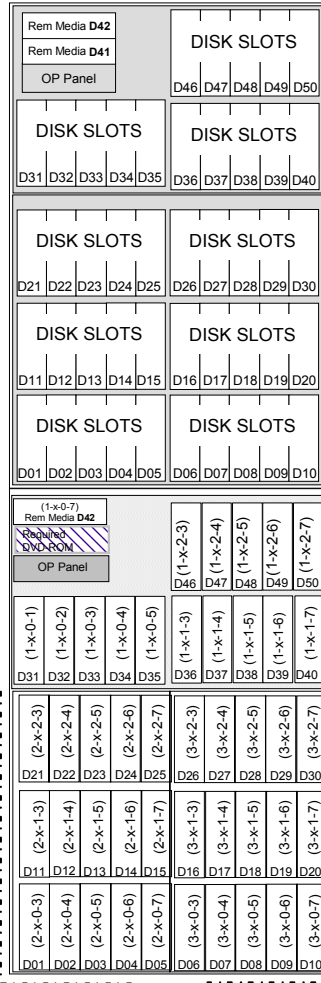 Rem Media D42
Rem Media D41
OP Panel
DISK SLOTS
D46 D47 D48 D49 D50
DISK SLOTS
D31 D32 D33 D34 D35
DISK SLOTS
D36 D37 D38 D39 D40
DISK SLOTS
D21 D22 D23 D24 D25
DISK SLOTS
D26 D27 D28 D29 D30
DISK SLOTS
D11 D12 D13 D14 D15
DISK SLOTS
D16 D17 D18 D19 D20
DISK SLOTS
D01 D02 D03 D04 D05
DISK SLOTS
D06 D07 D08 D09 D10
(1-x-0-7)
Rem Media D42
Required
DVD-ROM
OP Panel
(1-x-2-3) (1-x-2-4) (1-x-2-5) (1-x-2-6) (1-x-2-7)
D46 D47 D48 D49 D50
(1-x-0-1) (1-x-0-2) (1-x-0-3) (1-x-0-4) (1-x-0-5)
D31 D32 D33 D34 D35
(1-x-1-3) (1-x-1-4) (1-x-1-5) (1-x-1-6) (1-x-1-7)
D36 D37 D38 D39 D40
(2-x-2-3) (2-x-2-4) (2-x-2-5) (2-x-2-6) (2-x-2-7)
D21 D22 D23 D24 D25
(3-x-2-3) (3-x-2-4) (3-x-2-5) (3-x-2-6) (3-x-2-7)
D26 D27 D28 D29 D30
(2-x-1-3) (2-x-1-4) (2-x-1-5) (2-x-1-6) (2-x-1-7)
D11 D12 D13 D14 D15
(3-x-1-3) (3-x-1-4) (3-x-1-5) (3-x-1-6) (3-x-1-7)
D16 D17 D18 D19 D20
(2-x-0-3) (2-x-0-4) (2-x-0-5) (2-x-0-6) (2-x-0-7)
D01 D02 D03 D04 D05
(3-x-0-3) (3-x-0-4) (3-x-0-5) (3-x-0-6) (3-x-0-7)
D06 D07 D08 D09 D10